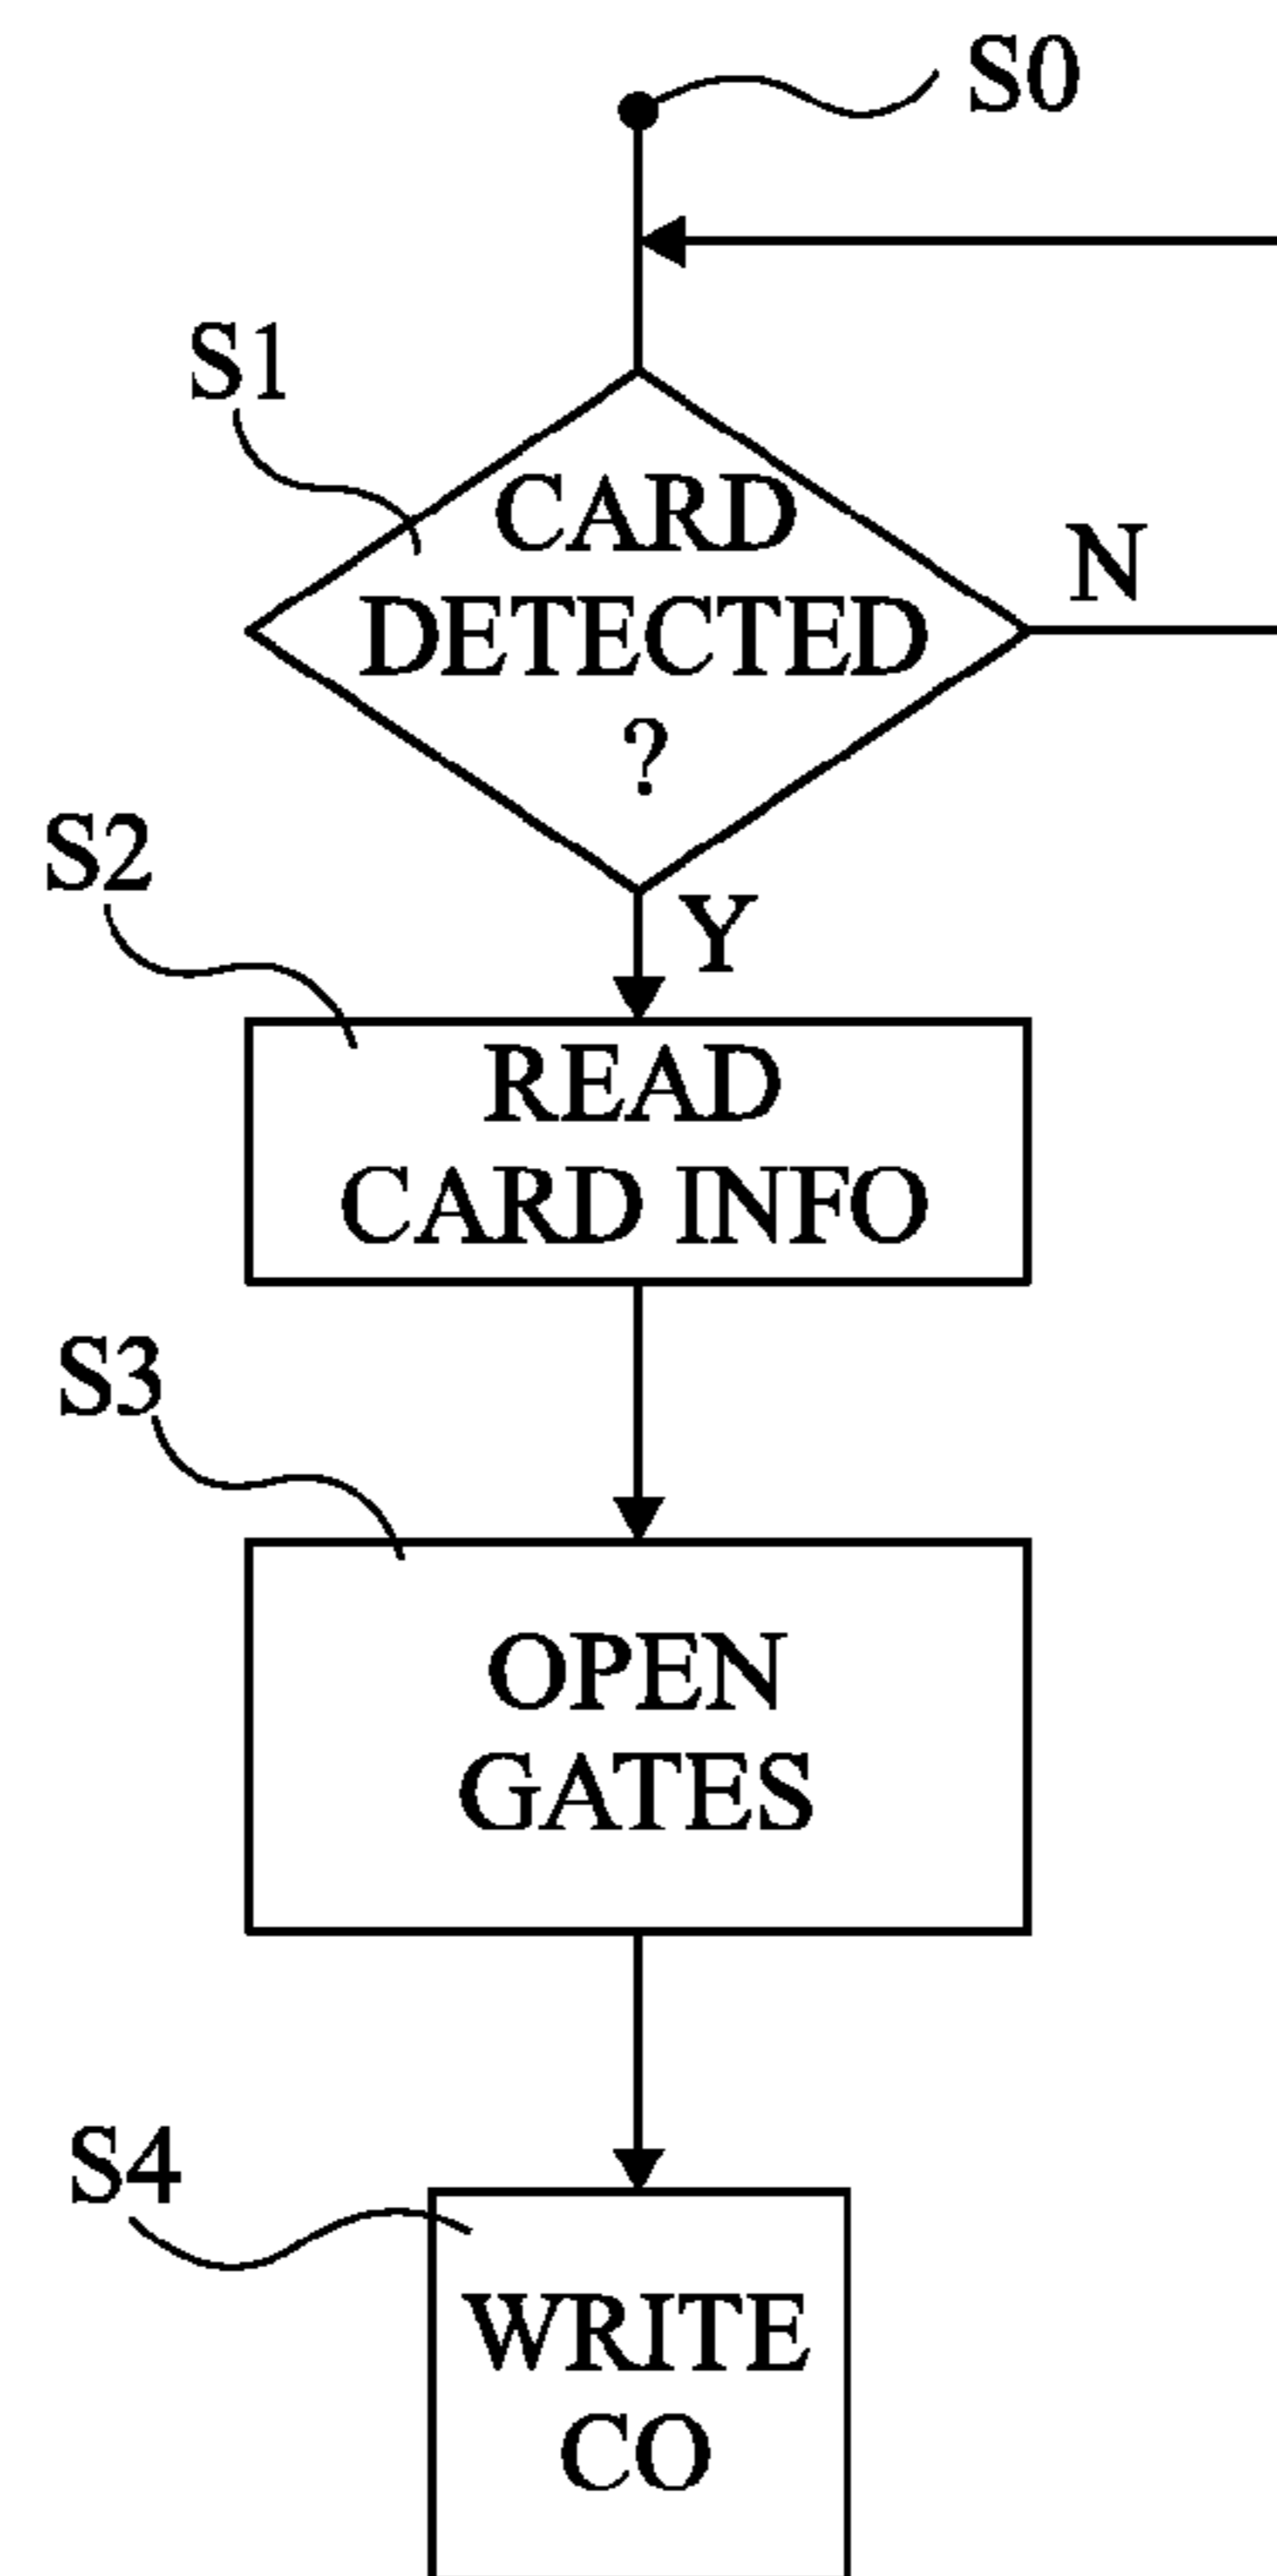 S0
S1
CARD
DETECTED
?
N
S2
Y
READ
CARD INFO
S3
OPEN
GATES
S4
WRITE
CO